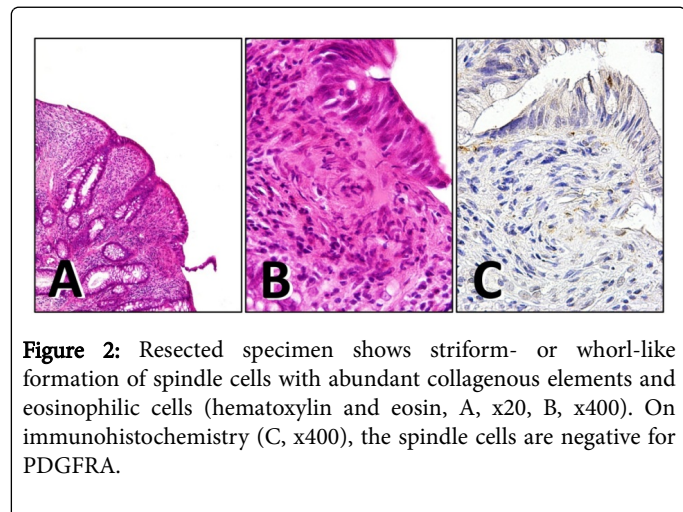 A B C
Figure 2: Resected specimen shows striform- or whorl-like
formation of spindle cells with abundant collagenous elements and
eosinophilic cells (hematoxylin and eosin, A, x20, B, x400). On
immunohistochemistry (C, x400), the spindle cells are negative for
PDGFRA.